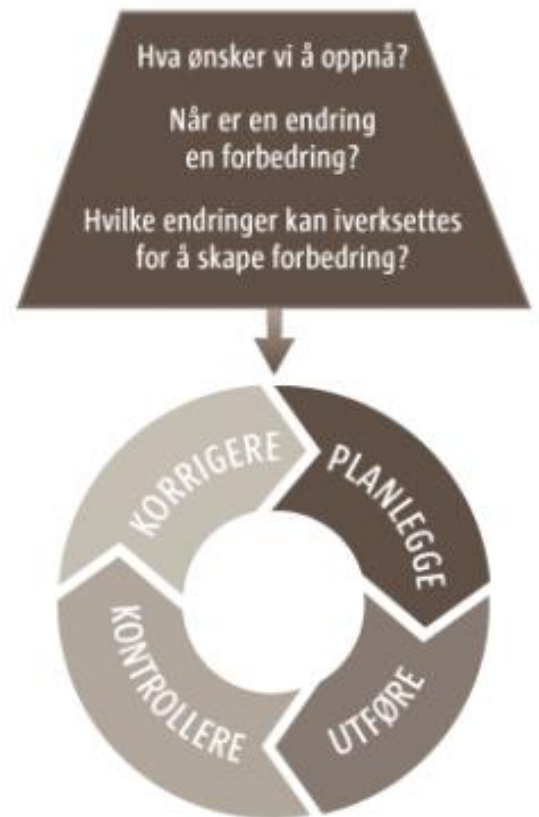 Hva ønsker vi å oppnå?
Når er en endring
en forbedring?
Hvilke endringer kan iverksettes
for å skape forbedring?
PLANLEGGE
UTFØRE
KONTROLLERE
KORRIGERE